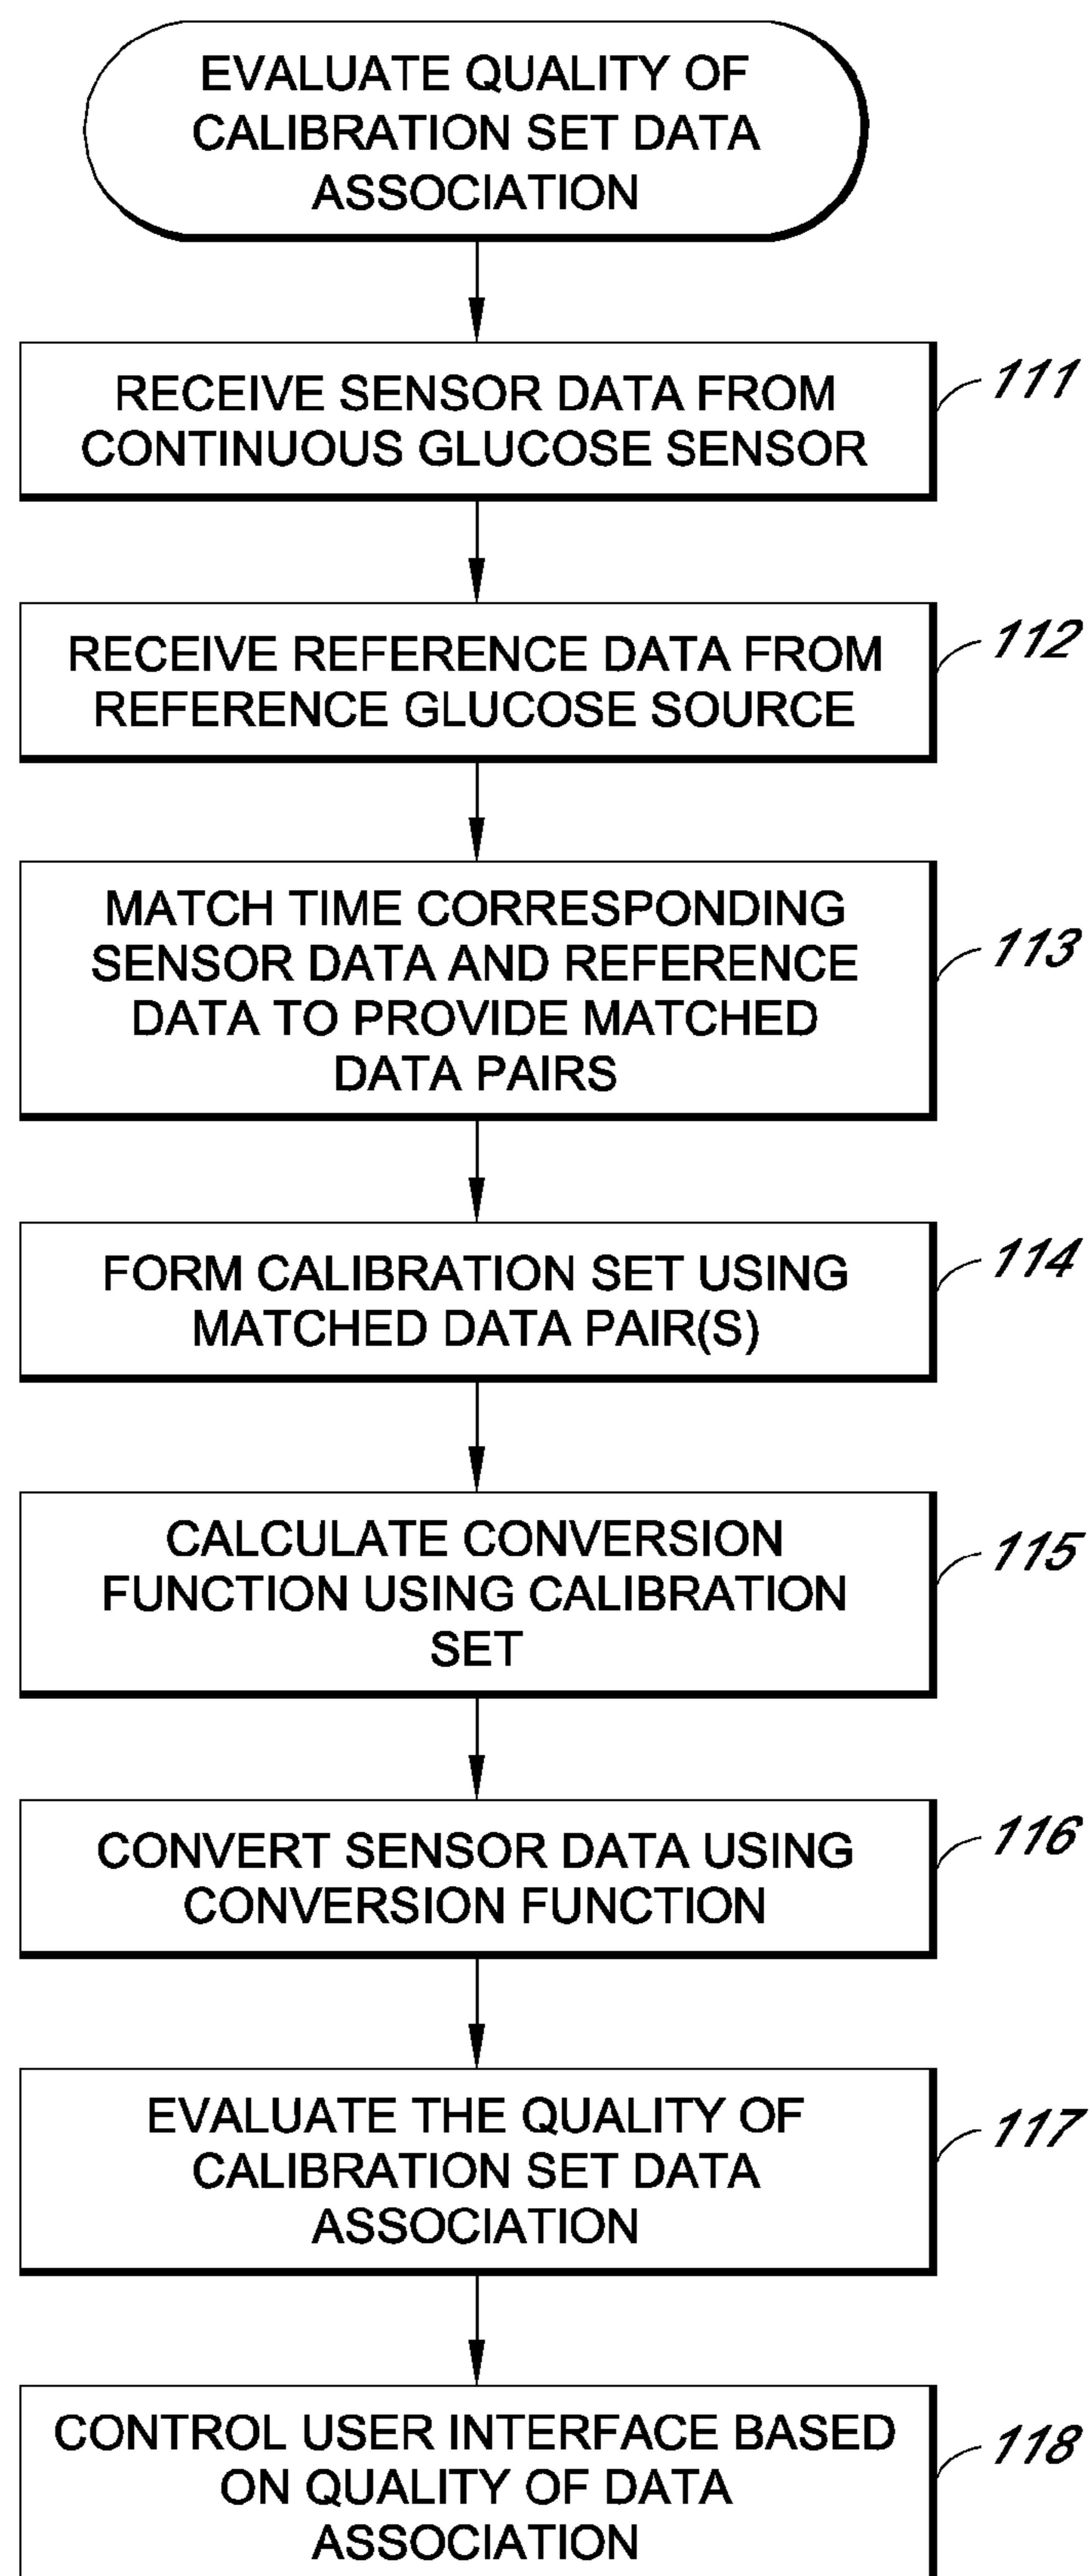 EVALUATE QUALITY OF
CALIBRATION SET DATA
ASSOCIATION
RECEIVE SENSOR DATA FROM
CONTINUOUS GLUCOSE SENSOR
111
RECEIVE REFERENCE DATA FROM
REFERENCE GLUCOSE SOURCE
112
MATCH TIME CORRESPONDING
SENSOR DATA AND REFERENCE
DATA TO PROVIDE MATCHED
DATA PAIRS
113
FORM CALIBRATION SET USING
MATCHED DATA PAIR(S)
114
CALCULATE CONVERSION
FUNCTION USING CALIBRATION
SET
115
CONVERT SENSOR DATA USING
CONVERSION FUNCTION
116
EVALUATE THE QUALITY OF
CALIBRATION SET DATA
ASSOCIATION
117
CONTROL USER INTERFACE BASED
ON QUALITY OF DATA
ASSOCIATION
118